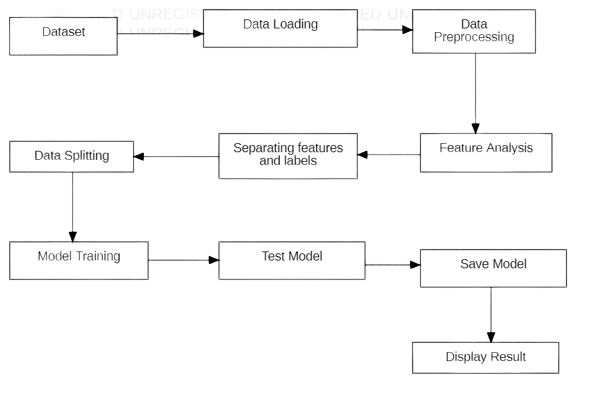 Dataset
Data Loading
Data
Preprocessing
Data Splitting
Separating features
and labels
Feature Analysis
Model Training
Test Model
Save Model
Display Result